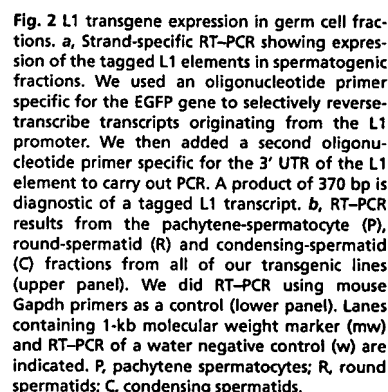 Fig. 2 L1 transgene expression in germ cell frac-
tions. a, Strand-specific RT–PCR showing expres-
sion of the tagged L1 elements in spermatogenic
fractions. We used an oligonucleotide primer
specific for the EGFP gene to selectively reverse-
transcribe transcripts originating from the L1
promoter. We then added a second oligonu-
cleotide primer specific for the 3' UTR of the L1
element to carry out PCR. A product of 370 bp is
diagnostic of a tagged L1 transcript. b, RT–PCR
results from the pachytene-spermatocyte (P),
round-spermatid (R) and condensing-spermatid
(C) fractions from all of our transgenic lines
(upper panel). We did RT–PCR using mouse
Gapdh primers as a control (lower panel). Lanes
containing 1-kb molecular weight marker (mw)
and RT–PCR of a water negative control (w) are
indicated. P, pachytene spermatocytes; R, round
spermatids; C, condensing spermatids.